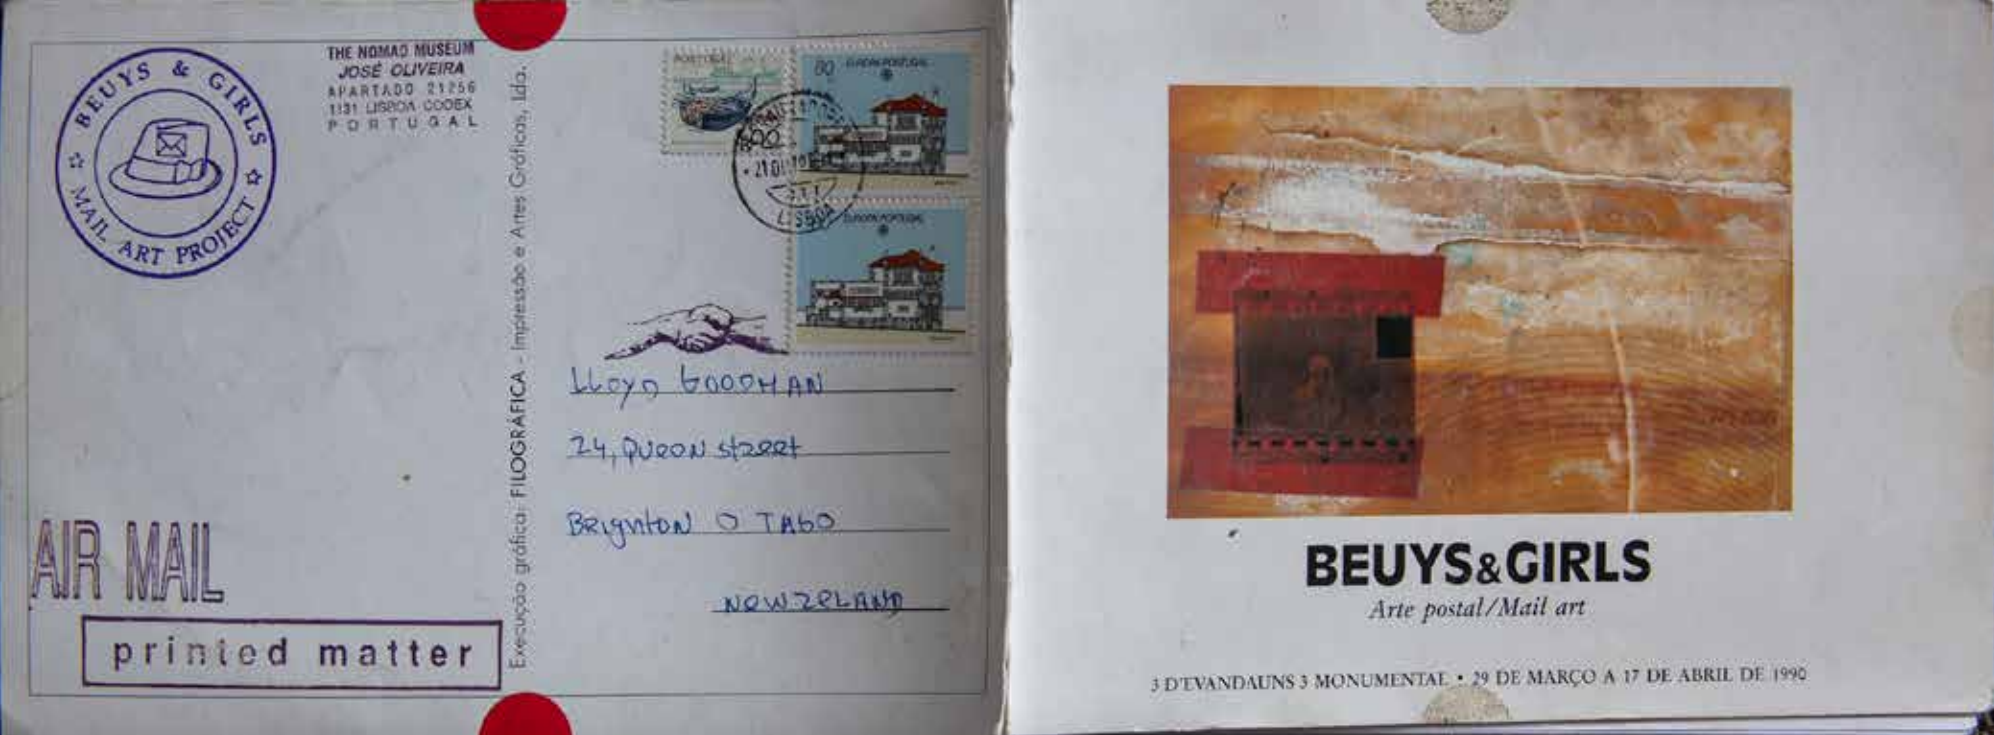 BEUYS & GIRLS
MAIL ART PROJECT
THE NOMAD MUSEUM
JOSÉ OLIVEIRA
APARTADO 21256
1131 LISBOA CODEX
PORTUGAL
AIR MAIL
printed matter
Execução gráfica: FILOGRÁFICA - Impressão e Artes Gráficas, lda.
PORTUGAL
80 EUROPA PORTUGAL
LISBOA
EUROPA PORTUGAL
LLOYD GOODMAN
24, QUEEN street
BRIGHTON OTAGO
NEWZELAND
BEUYS&GIRLS
Arte postal/Mail art
3 D'EVANDAUNS 3 MONUMENTAL • 29 DE MARÇO A 17 DE ABRIL DE 1990